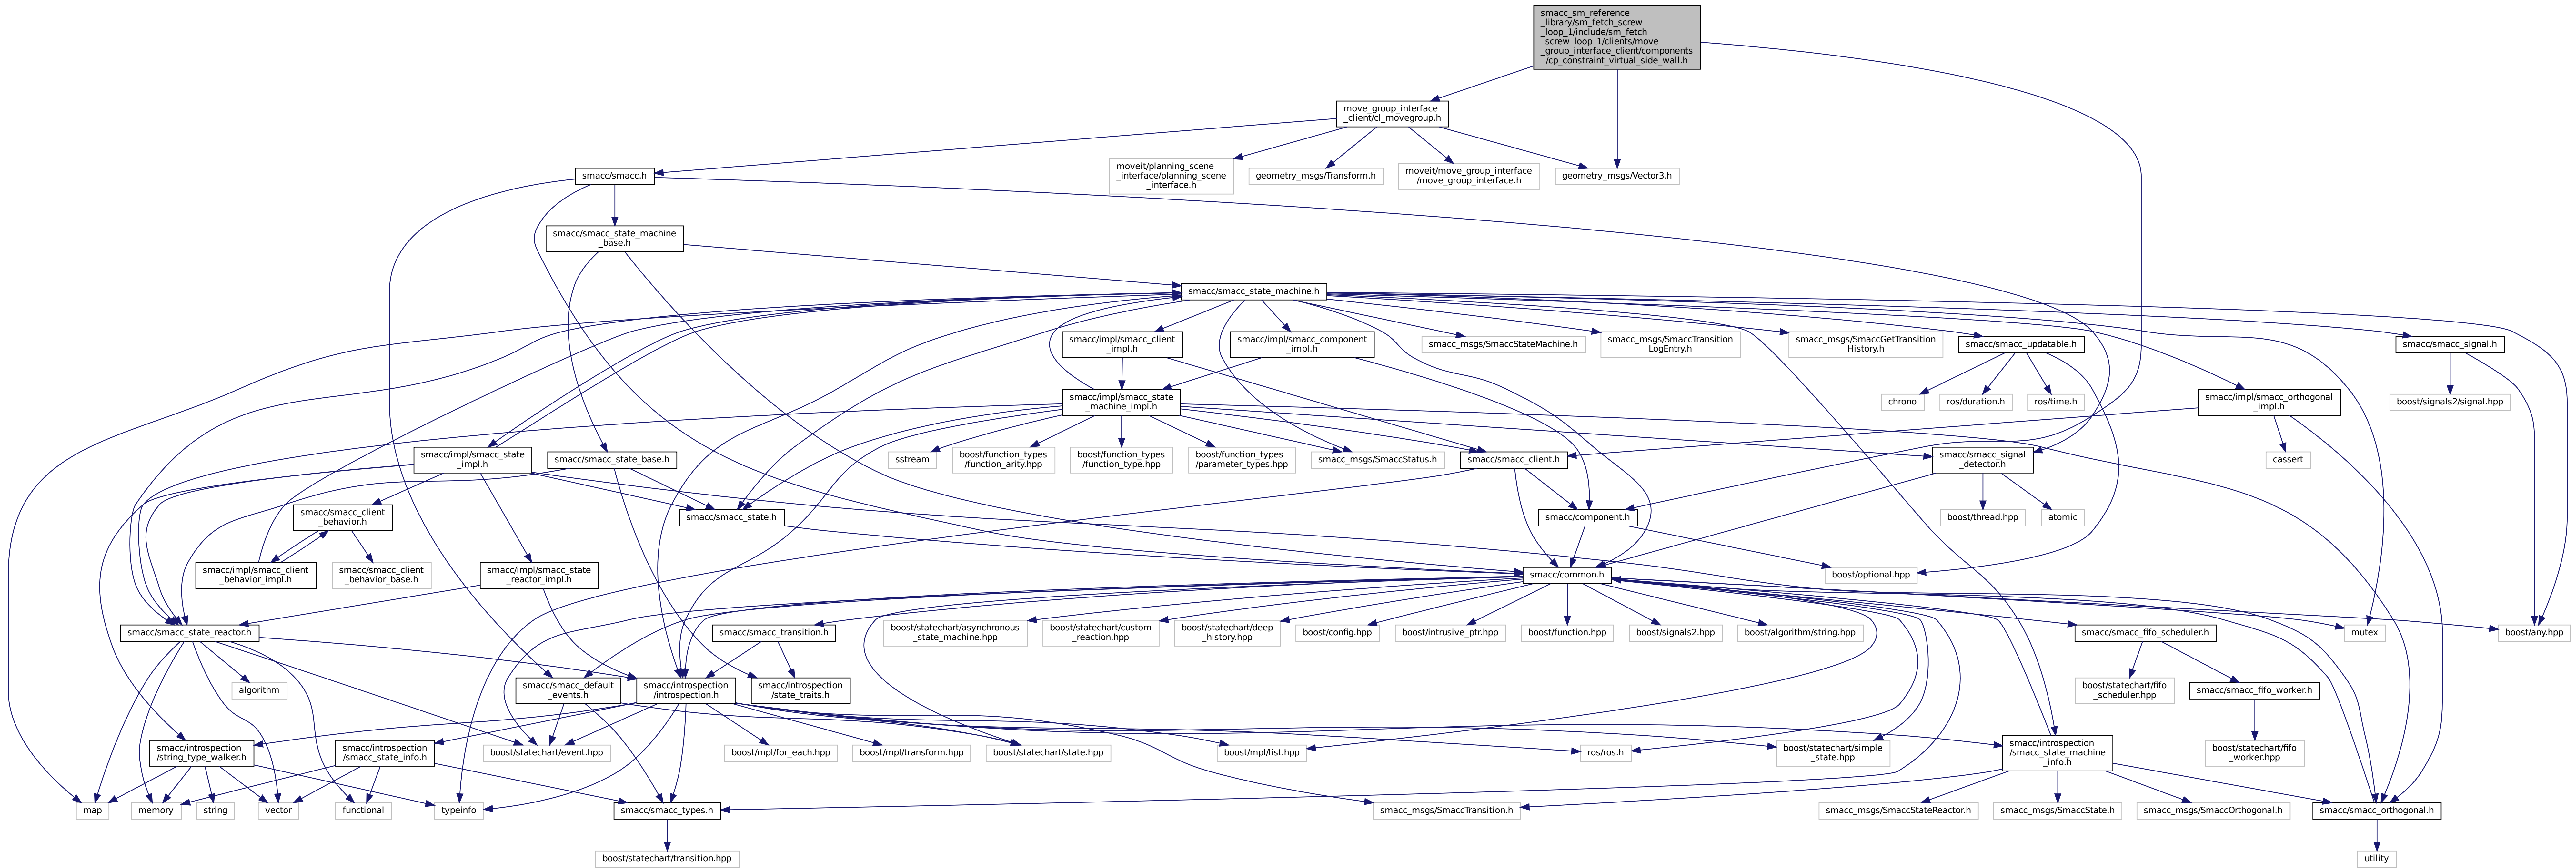 smacc_sm_reference
_library/sm_fetch_screw
_loop_1/include/sm_fetch
_screw_loop_1/clients/move
_group_interface_client/components
/cp_constraint_virtual_side_wall.h
move_group_interface
_client/cl_movegroup.h
smacc/smacc.h
moveit/planning_scene
_interface/planning_scene
_interface.h
geometry_msgs/Transform.h
moveit/move_group_interface
/move_group_interface.h
geometry_msgs/Vector3.h
smacc/smacc_state_machine
_base.h
smacc/smacc_state_machine.h
smacc/impl/smacc_client
_impl.h
smacc/impl/smacc_component
_impl.h
smacc_msgs/SmaccStateMachine.h
smacc_msgs/SmaccTransition
LogEntry.h
smacc_msgs/SmaccGetTransition
History.h
smacc/smacc_updatable.h
smacc/smacc_signal.h
smacc/impl/smacc_state
_machine_impl.h
chrono
ros/duration.h
ros/time.h
smacc/impl/smacc_orthogonal
_impl.h
boost/signals2/signal.hpp
smacc/impl/smacc_state
_impl.h
smacc/smacc_state_base.h
sstream
boost/function_types
/function_arity.hpp
boost/function_types
/function_type.hpp
boost/function_types
/parameter_types.hpp
smacc_msgs/SmaccStatus.h
smacc/smacc_client.h
smacc/smacc_signal
_detector.h
cassert
smacc/smacc_client
_behavior.h
smacc/smacc_state.h
smacc/component.h
boost/thread.hpp
atomic
smacc/impl/smacc_client
_behavior_impl.h
smacc/smacc_client
_behavior_base.h
smacc/impl/smacc_state
_reactor_impl.h
smacc/common.h
boost/optional.hpp
smacc/smacc_state_reactor.h
smacc/smacc_transition.h
boost/statechart/asynchronous
_state_machine.hpp
boost/statechart/custom
_reaction.hpp
boost/statechart/deep
_history.hpp
boost/config.hpp
boost/intrusive_ptr.hpp
boost/function.hpp
boost/signals2.hpp
boost/algorithm/string.hpp
smacc/smacc_fifo_scheduler.h
mutex
boost/any.hpp
algorithm
smacc/smacc_default
_events.h
smacc/introspection
/introspection.h
smacc/introspection
/state_traits.h
boost/statechart/fifo
_scheduler.hpp
smacc/smacc_fifo_worker.h
smacc/introspection
/string_type_walker.h
smacc/introspection
/smacc_state_info.h
boost/statechart/event.hpp
boost/mpl/for_each.hpp
boost/mpl/transform.hpp
boost/statechart/state.hpp
boost/mpl/list.hpp
ros/ros.h
boost/statechart/simple
_state.hpp
smacc/introspection
/smacc_state_machine
_info.h
boost/statechart/fifo
_worker.hpp
map
memory
string
vector
functional
typeinfo
smacc/smacc_types.h
smacc_msgs/SmaccTransition.h
smacc_msgs/SmaccStateReactor.h
smacc_msgs/SmaccState.h
smacc_msgs/SmaccOrthogonal.h
smacc/smacc_orthogonal.h
boost/statechart/transition.hpp
utility